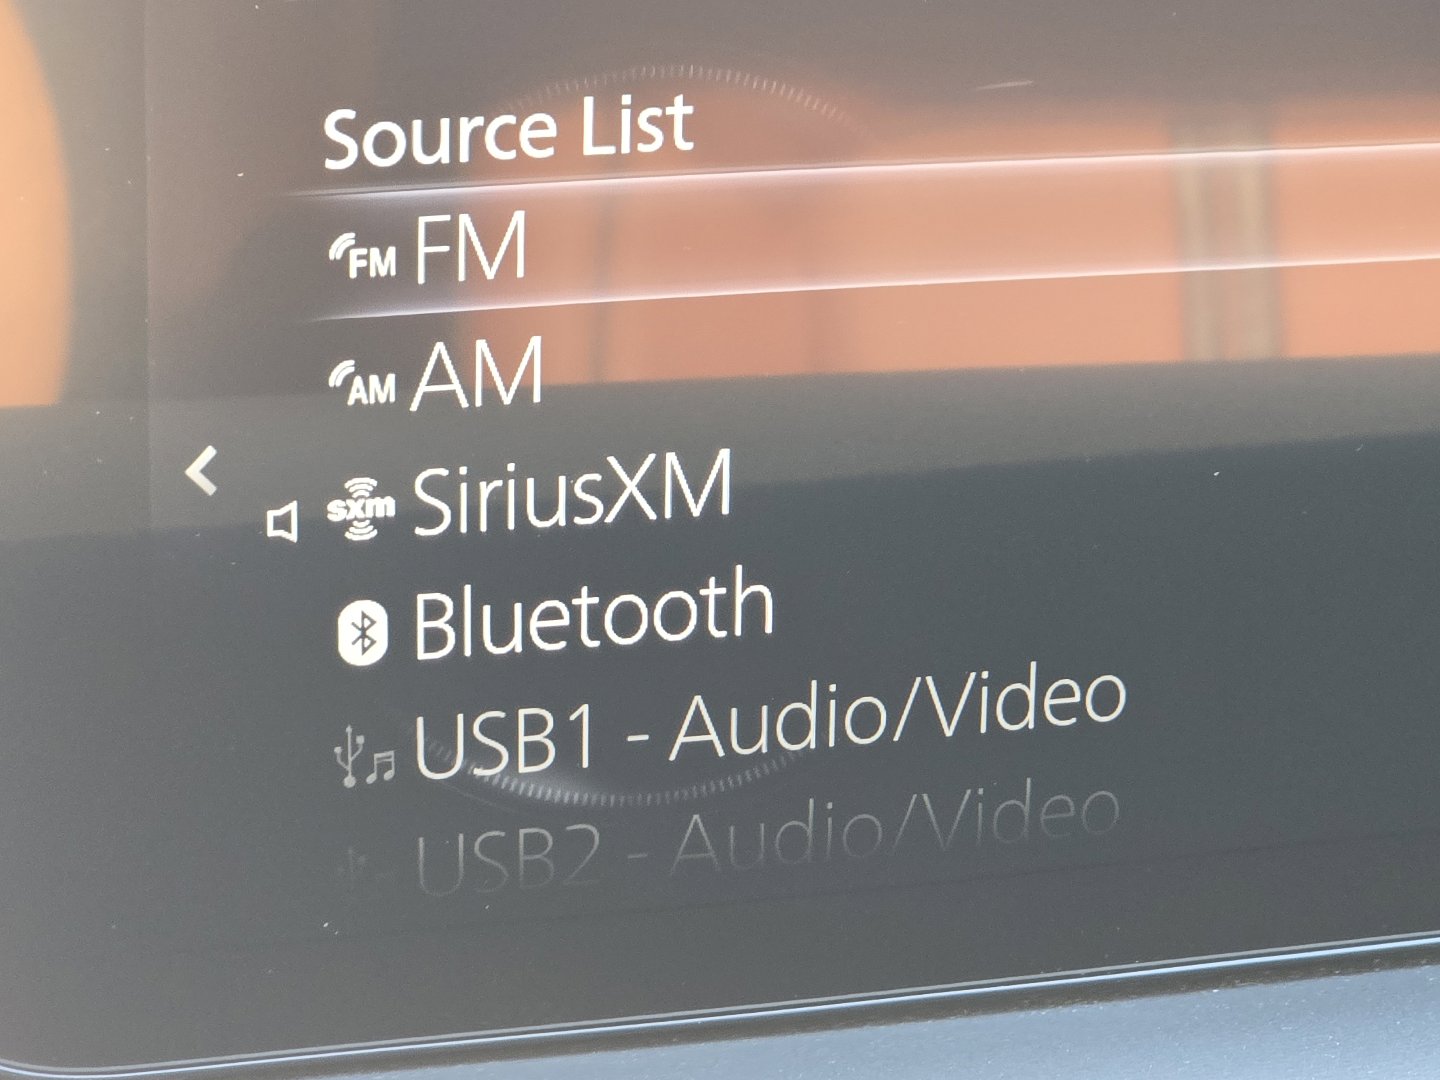 Source List
FM FM
AM AM
sxm SiriusXM
Bluetooth
USB1 - Audio/Video
USB2 - Audio/Video